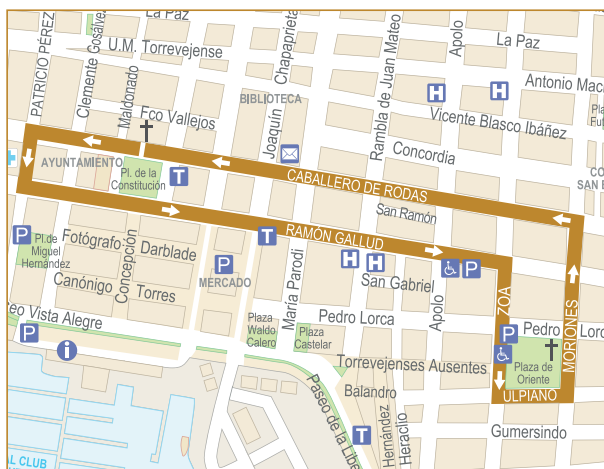 La Paz
PATRICIO PÉREZ
Clemente Gosálvez
U.M. Torrevejense
Maldonado
Fco Vallejos
BIBLIOTECA
Chapaprieta
Joaquín
Rambla de Juan Mateo
Apolo
La Paz
H
H
Antonio Mac
Vicente Blasco Ibáñez
Concordia
AYUNTAMIENTO
Pl. de la
Constitución
T
CABALLERO DE RODAS
San Ramón
SAN B
RAMÓN GALLUD
T
P
Pl.de
Miguel
Hernández
Fotógrafo Darblade
Concepción
Canónigo Torres
P
MERCADO
María Parodi
H
H
San Gabriel
P
Apolo
ZOA
MORIONES
eo Vista Alegre
P
i
Plaza
Waldo
Calero
Plaza
Castelar
Pedro Lorca
P
Pedro Lorc
Plaza de
Oriente
Torrevejenses Ausentes
Balandro
ULPIANO
Gumersindo
Paseo de la Libe
T
Hernández
Heraclio
AL CLUB